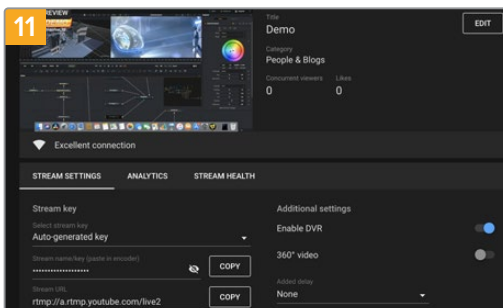 11
Title
Demo
EDIT
Category
People & Blogs
Concurrent viewers Likes
0 0
Excellent connection
STREAM SETTINGS ANALYTICS STREAM HEALTH
Stream key
Additional settings
Select stream key
Auto-generated key
Enable DVR
Stream name/key (paste in encoder)
COPY
360° video
Stream URL
rtmp://a.rtmp.youtube.com/live2
COPY
Added delay
None